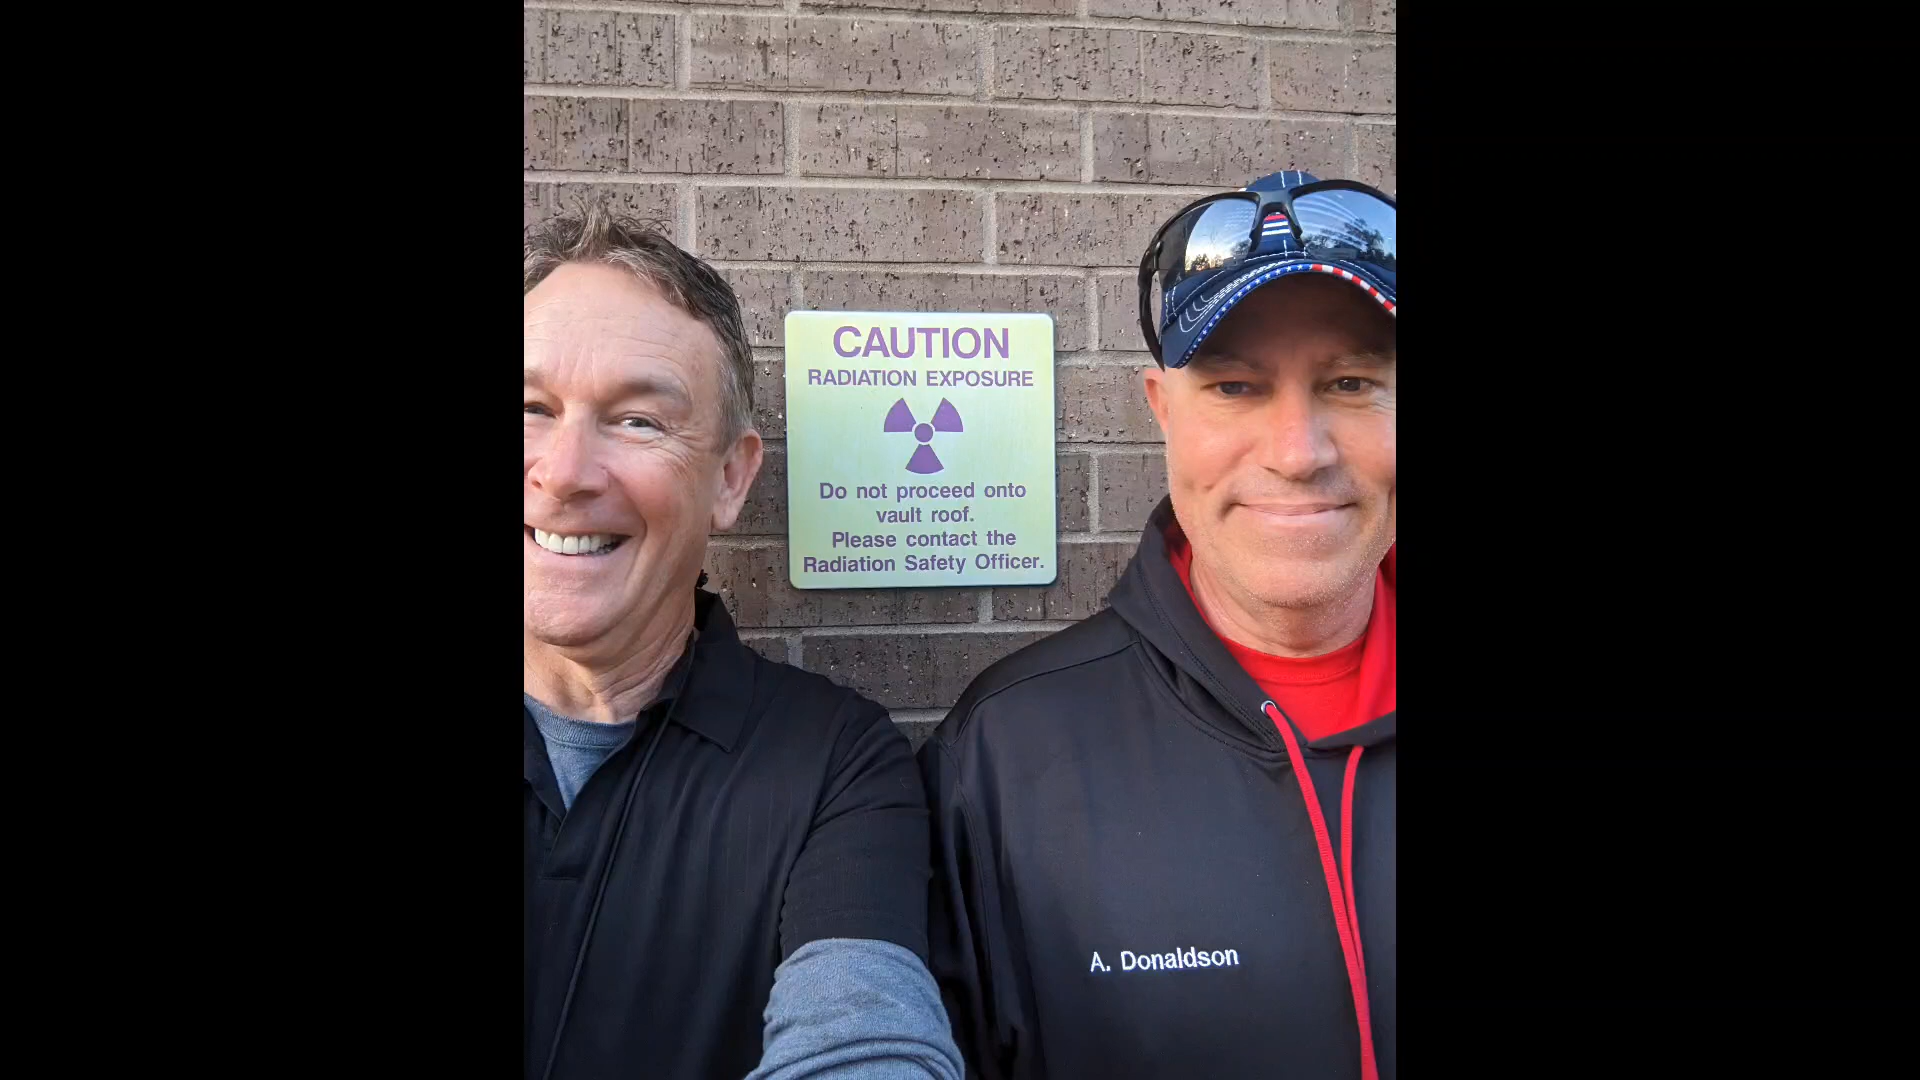 CAUTION
RADIATION EXPOSURE
Do not proceed onto
vault roof.
Please contact the
Radiation Safety Officer.
A. Donaldson